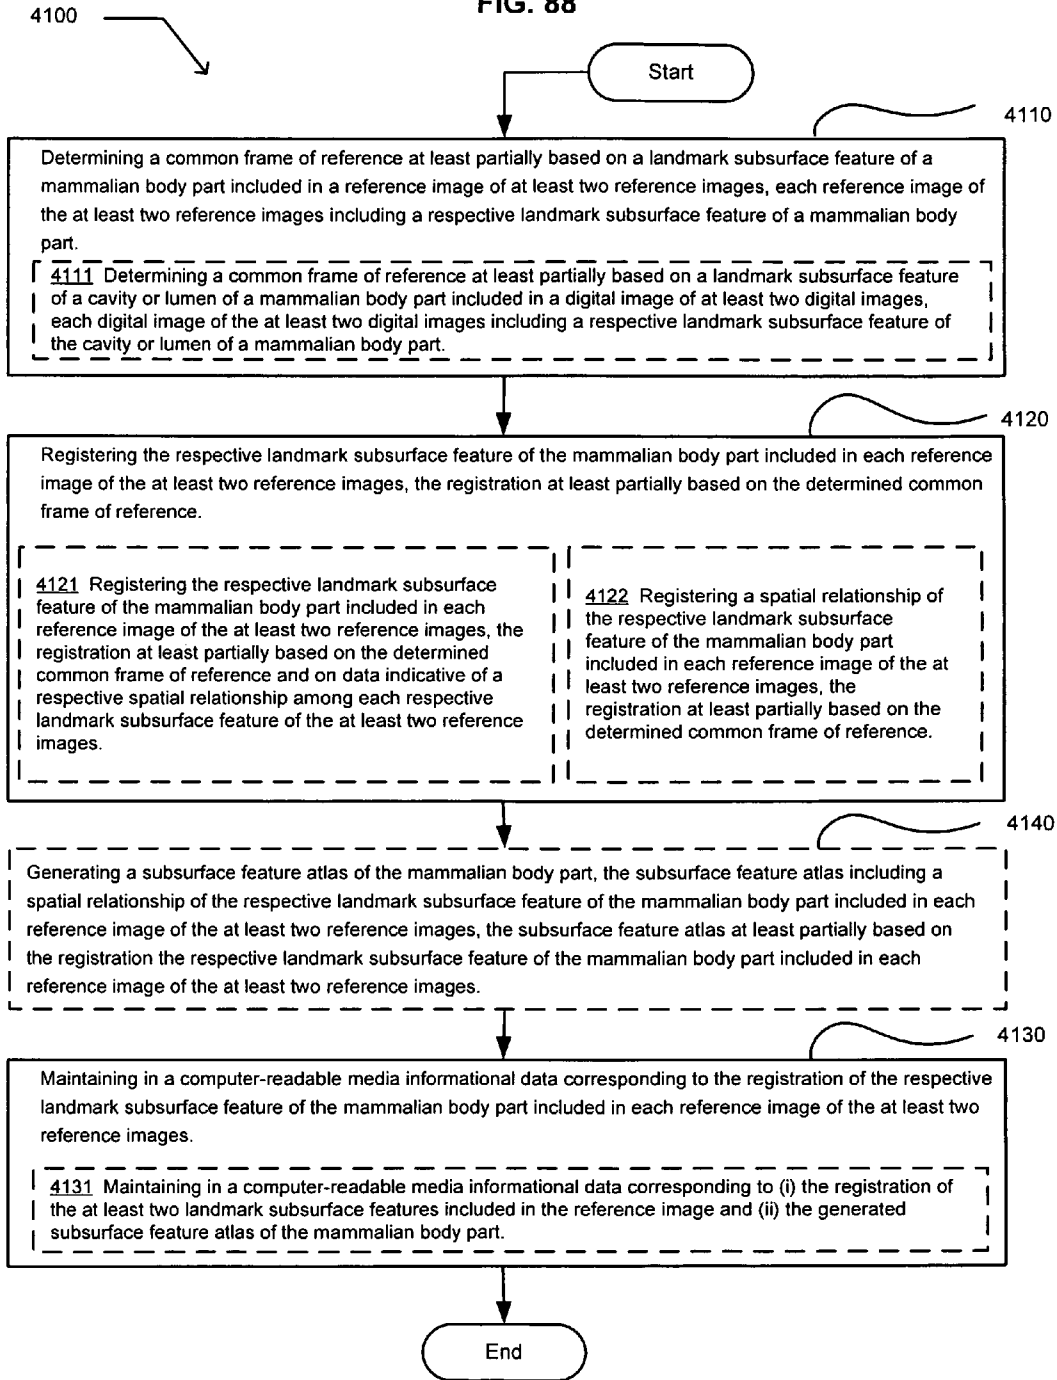 FIG. 88
4100
Start
4110
Determining a common frame of reference at least partially based on a landmark subsurface feature of a
mammalian body part included in a reference image of at least two reference images, each reference image of
the at least two reference images including a respective landmark subsurface feature of a mammalian body
part.
4111 Determining a common frame of reference at least partially based on a landmark subsurface feature
of a cavity or lumen of a mammalian body part included in a digital image of at least two digital images,
each digital image of the at least two digital images including a respective landmark subsurface feature of
the cavity or lumen of a mammalian body part.
4120
Registering the respective landmark subsurface feature of the mammalian body part included in each reference
image of the at least two reference images, the registration at least partially based on the determined common
frame of reference.
4121 Registering the respective landmark subsurface
feature of the mammalian body part included in each
reference image of the at least two reference images, the
registration at least partially based on the determined
common frame of reference and on data indicative of a
respective spatial relationship among each respective
landmark subsurface feature of the at least two reference
images.
4122 Registering a spatial relationship of
the respective landmark subsurface
feature of the mammalian body part
included in each reference image of the at
least two reference images, the
registration at least partially based on the
determined common frame of reference.
4140
Generating a subsurface feature atlas of the mammalian body part, the subsurface feature atlas including a
spatial relationship of the respective landmark subsurface feature of the mammalian body part included in each
reference image of the at least two reference images, the subsurface feature atlas at least partially based on
the registration the respective landmark subsurface feature of the mammalian body part included in each
reference image of the at least two reference images.
4130
Maintaining in a computer-readable media informational data corresponding to the registration of the respective
landmark subsurface feature of the mammalian body part included in each reference image of the at least two
reference images.
4131 Maintaining in a computer-readable media informational data corresponding to (i) the registration of
the at least two landmark subsurface features included in the reference image and (ii) the generated
subsurface feature atlas of the mammalian body part.
End